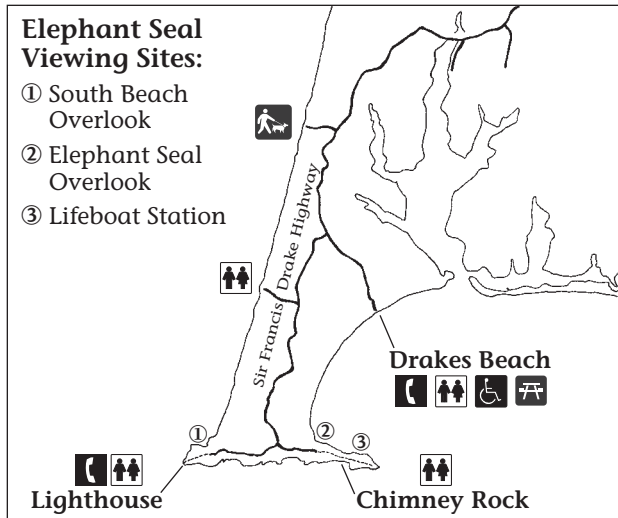 Elephant Seal
Viewing Sites:
① South Beach
Overlook
② Elephant Seal
Overlook
③ Lifeboat Station
Sir Francis Drake Highway
Drakes Beach
①
②
③
Lighthouse
Chimney Rock